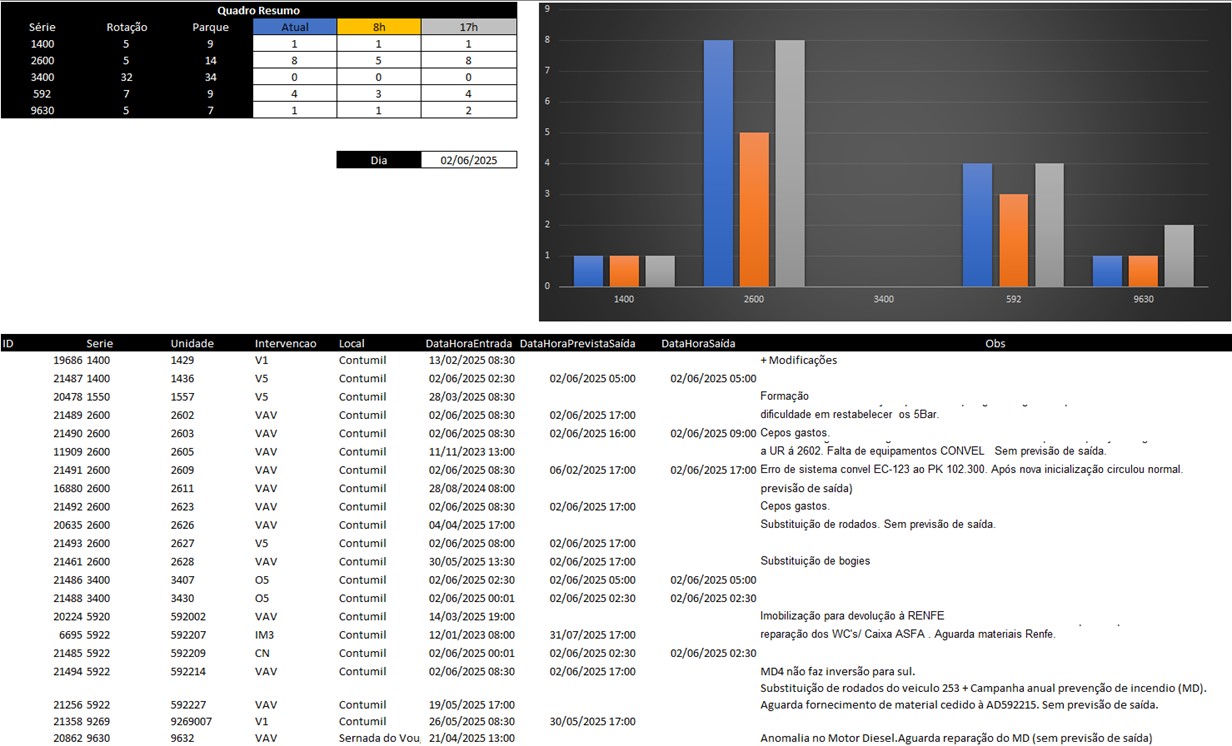 Quadro Resumo
Série Rotação Parque Atual 8h 17h
1400 5 9 1 1 1
2600 5 14 8 5 8
3400 32 34 0 0 0
592 7 9 4 3 4
9630 5 7 1 1 2
Dia 02/06/2025
9
8
7
6
5
4
3
2
1
0
1400 2600 3400 592 9630
ID Serie Unidade Intervencao Local DataHoraEntrada DataHoraPrevistaSaída DataHoraSaída Obs
19686 1400 1429 V1 Contumil 13/02/2025 08:30 + Modificações
21487 1400 1436 V5 Contumil 02/06/2025 02:30 02/06/2025 05:00 02/06/2025 05:00
20478 1550 1557 V5 Contumil 28/03/2025 08:30 Formação
21489 2600 2602 VAV Contumil 02/06/2025 08:30 02/06/2025 17:00 dificuldade em restabelecer os 5Bar.
21490 2600 2603 VAV Contumil 02/06/2025 08:30 02/06/2025 16:00 02/06/2025 09:00 Cepos gastos.
11909 2600 2605 VAV Contumil 11/11/2023 13:00 a UR á 2602. Falta de equipamentos CONVEL Sem previsão de saída.
21491 2600 2609 VAV Contumil 02/06/2025 08:30 06/02/2025 17:00 02/06/2025 17:00 Erro de sistema convel EC-123 ao PK 102.300. Após nova inicialização circulou normal.
16880 2600 2611 VAV Contumil 28/08/2024 08:00 previsão de saída)
21492 2600 2623 VAV Contumil 02/06/2025 08:30 02/06/2025 17:00 Cepos gastos.
20635 2600 2626 VAV Contumil 04/04/2025 17:00 Substituição de rodados. Sem previsão de saída.
21493 2600 2627 V5 Contumil 02/06/2025 08:00 02/06/2025 17:00
21461 2600 2628 VAV Contumil 30/05/2025 13:30 02/06/2025 17:00 Substituição de bogies
21486 3400 3407 O5 Contumil 02/06/2025 02:30 02/06/2025 05:00 02/06/2025 05:00
21488 3400 3430 O5 Contumil 02/06/2025 00:01 02/06/2025 02:30 02/06/2025 02:30
20224 5920 592002 VAV Contumil 14/03/2025 19:00 Imobilização para devolução à RENFE
6695 5922 592207 IM3 Contumil 12/01/2023 08:00 31/07/2025 17:00 reparação dos WC's/ Caixa ASFA . Aguarda materiais Renfe.
21485 5922 592209 CN Contumil 02/06/2025 00:01 02/06/2025 02:30 02/06/2025 02:30
21494 5922 592214 VAV Contumil 02/06/2025 08:30 02/06/2025 17:00 MD4 não faz inversão para sul.
Substituição de rodados do veiculo 253 + Campanha anual prevenção de incendio (MD).
21256 5922 592227 VAV Contumil 19/05/2025 17:00 Aguarda fornecimento de material cedido à AD592215. Sem previsão de saída.
21358 9269 9269007 V1 Contumil 26/05/2025 08:30 30/05/2025 17:00
20862 9630 9632 VAV Sernada do Vou 21/04/2025 13:00 Anomalia no Motor Diesel.Aguarda reparação do MD (sem previsão de saída)